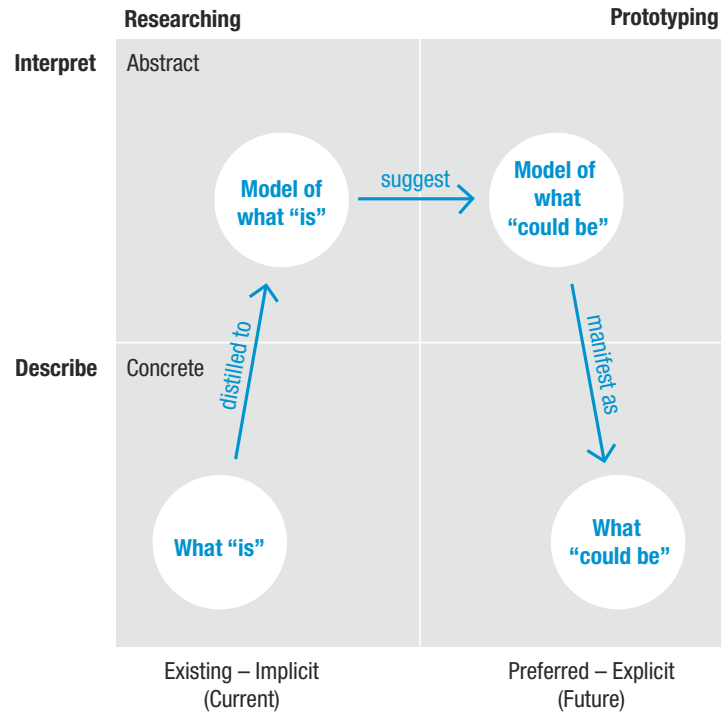 Researching
Prototyping
Interpret
Abstract
Model of
what “is”
suggest
Model of
what
“could be”
distilled to
manifest as
Describe
Concrete
What “is”
What
“could be”
Existing – Implicit
(Current)
Preferred – Explicit
(Future)